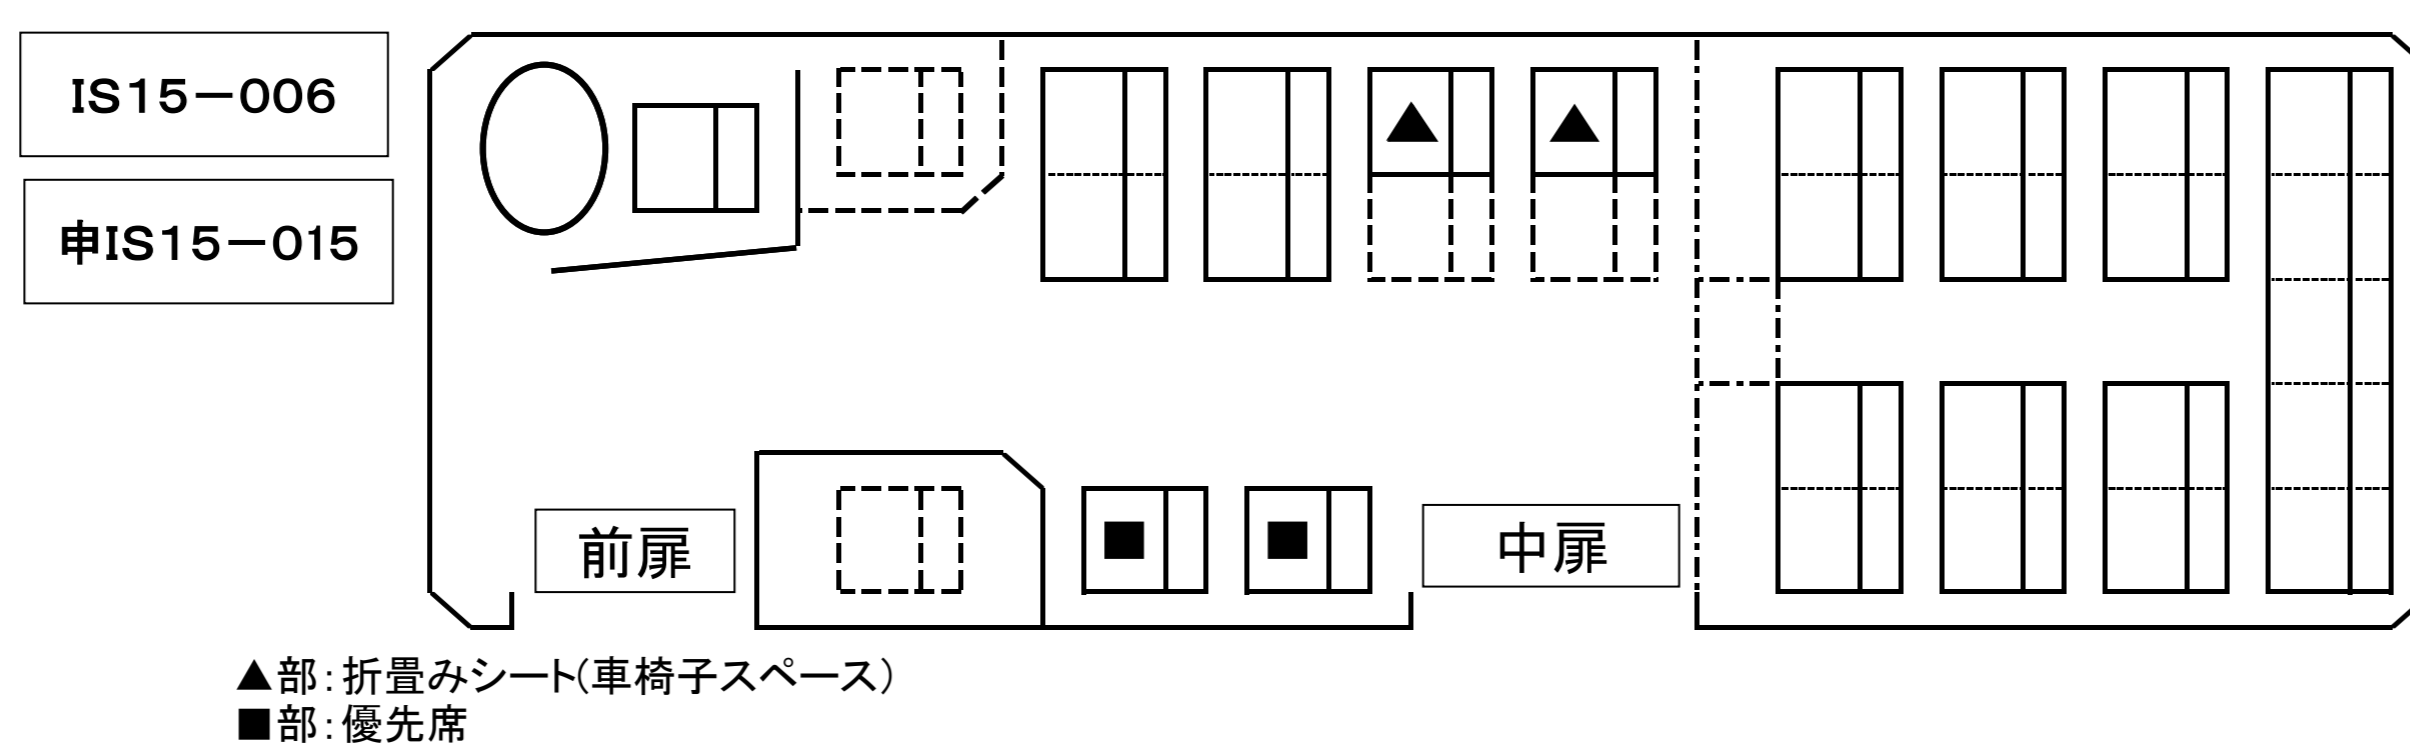 IS15－006
申IS15－015
前扉
中扉
▲部：折畳みシート（車椅子スペース）
■部：優先席